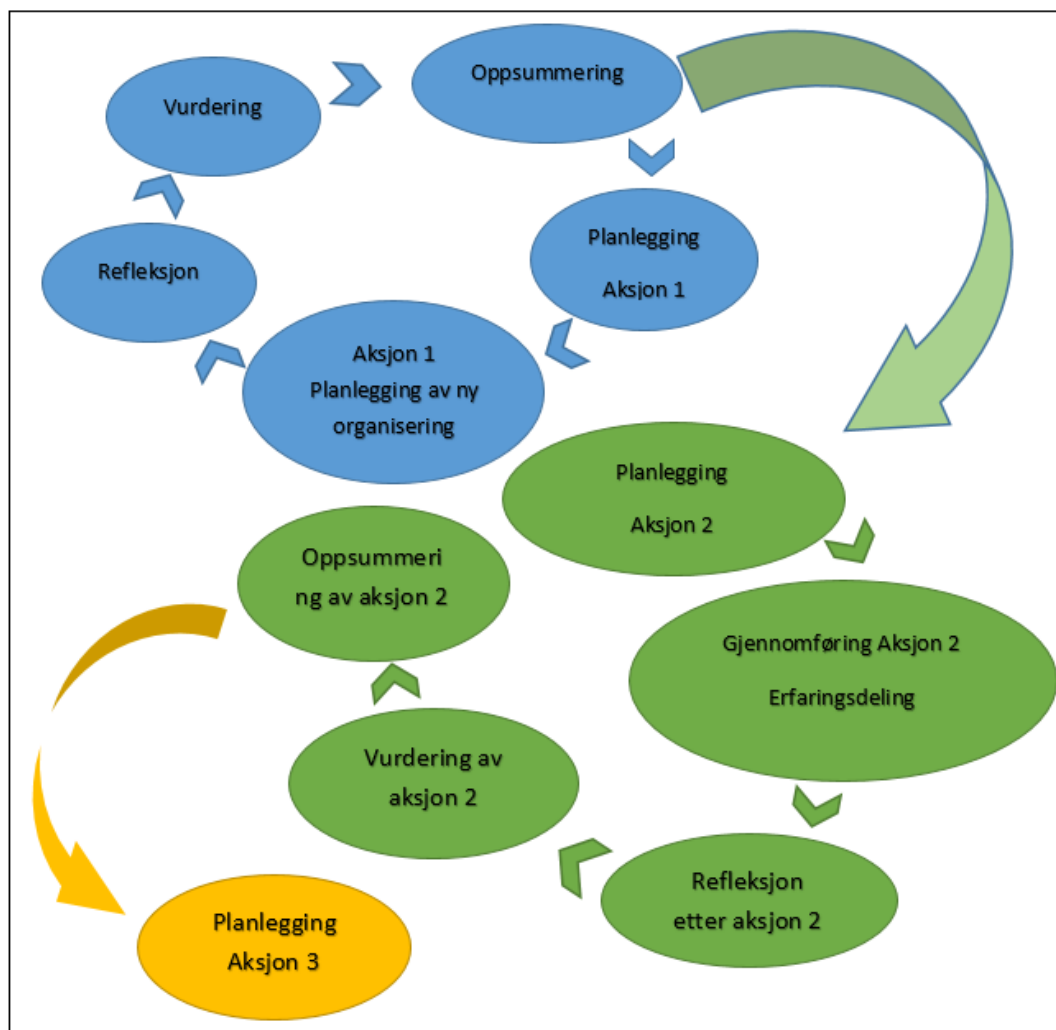 Oppsummering
Vurdering
Planlegging
Aksjon 1
Refleksjon
Aksjon 1
Planlegging av ny
organisering
Planlegging
Aksjon 2
Oppsummeri
ng av aksjon 2
Gjennomføring Aksjon 2
Erfaringsdeling
Vurdering av
aksjon 2
Refleksjon
etter aksjon 2
Planlegging
Aksjon 3